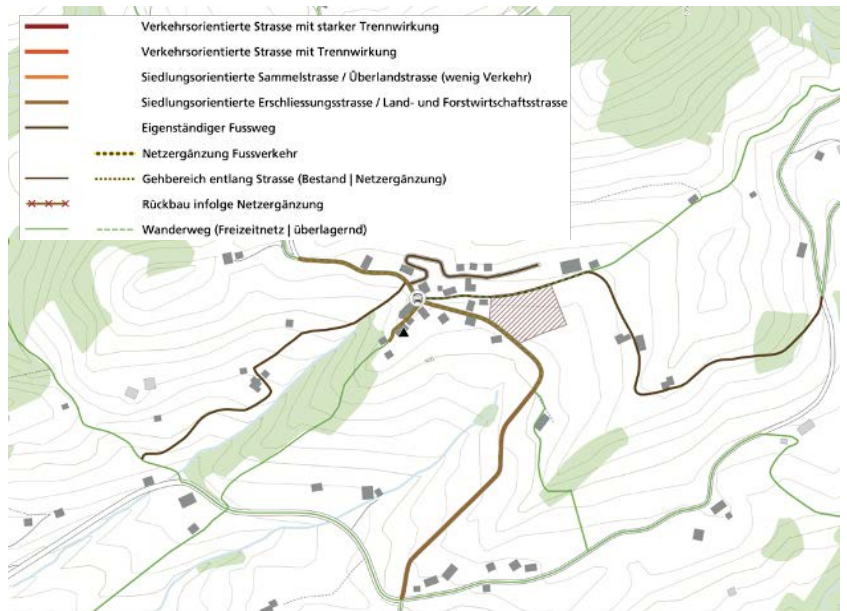 Verkehrsorientierte Strasse mit starker Trennwirkung
Verkehrsorientierte Strasse mit Trennwirkung
Siedlungsorientierte Sammelstrasse / Überlandstrasse (wenig Verkehr)
Siedlungsorientierte Erschliessungsstrasse / Land- und Forstwirtschaftsstrasse
Eigenständiger Fussweg
Netzergänzung Fussverkehr
Gehbereich entlang Strasse (Bestand | Netzergänzung)
Rückbau infolge Netzergänzung
Wanderweg (Freizeitnetz | überlagernd)